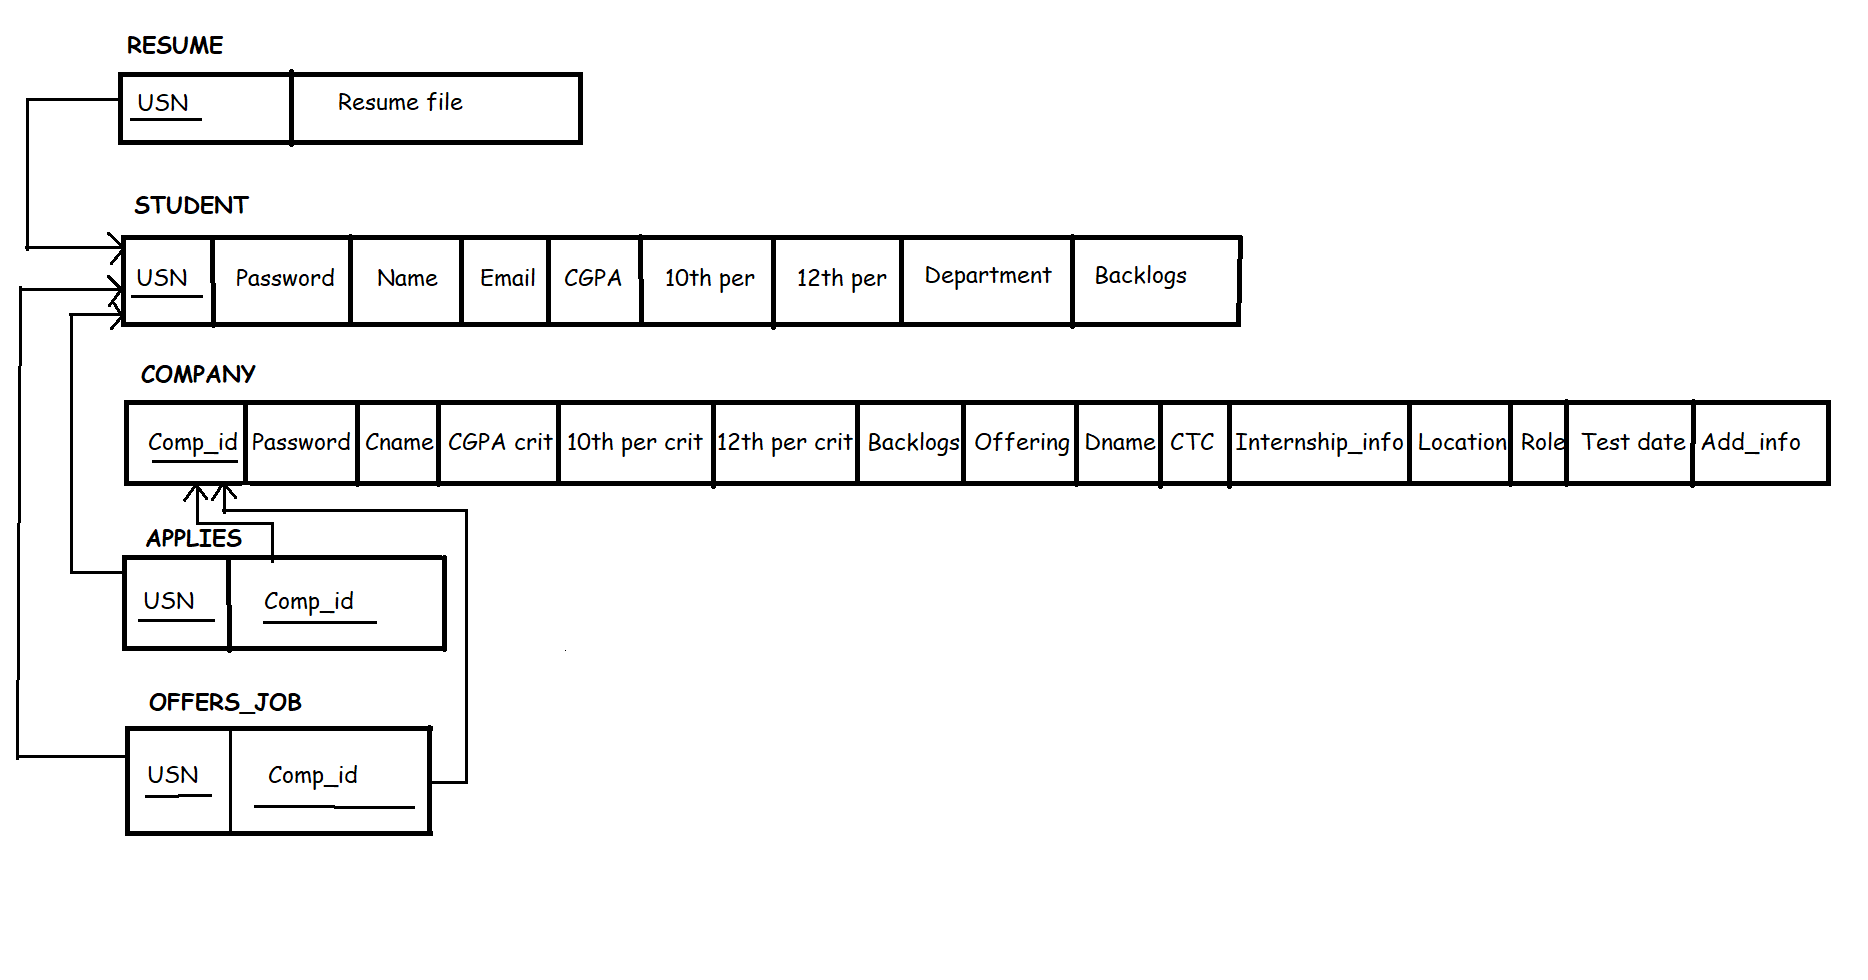 RESUME
USN Resume file
STUDENT
USN Password Name Email CGPA 10th per 12th per Department Backlogs
COMPANY
Comp_id Password Cname CGPA crit 10th per crit 12th per crit Backlogs Offering Dname CTC Internship_info Location Role Test date Add_info
APPLIES
USN Comp_id
OFFERS_JOB
USN Comp_id